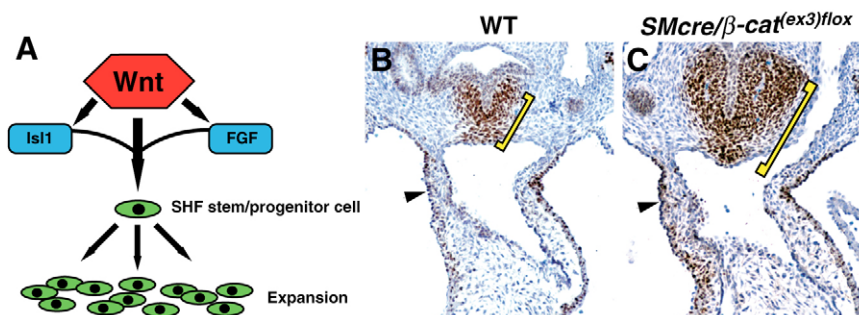 A
Wnt
Isl1
FGF
SHF stem/progenitor cell
Expansion
WT
B
SMcre/β-cat(ex3)flox
C